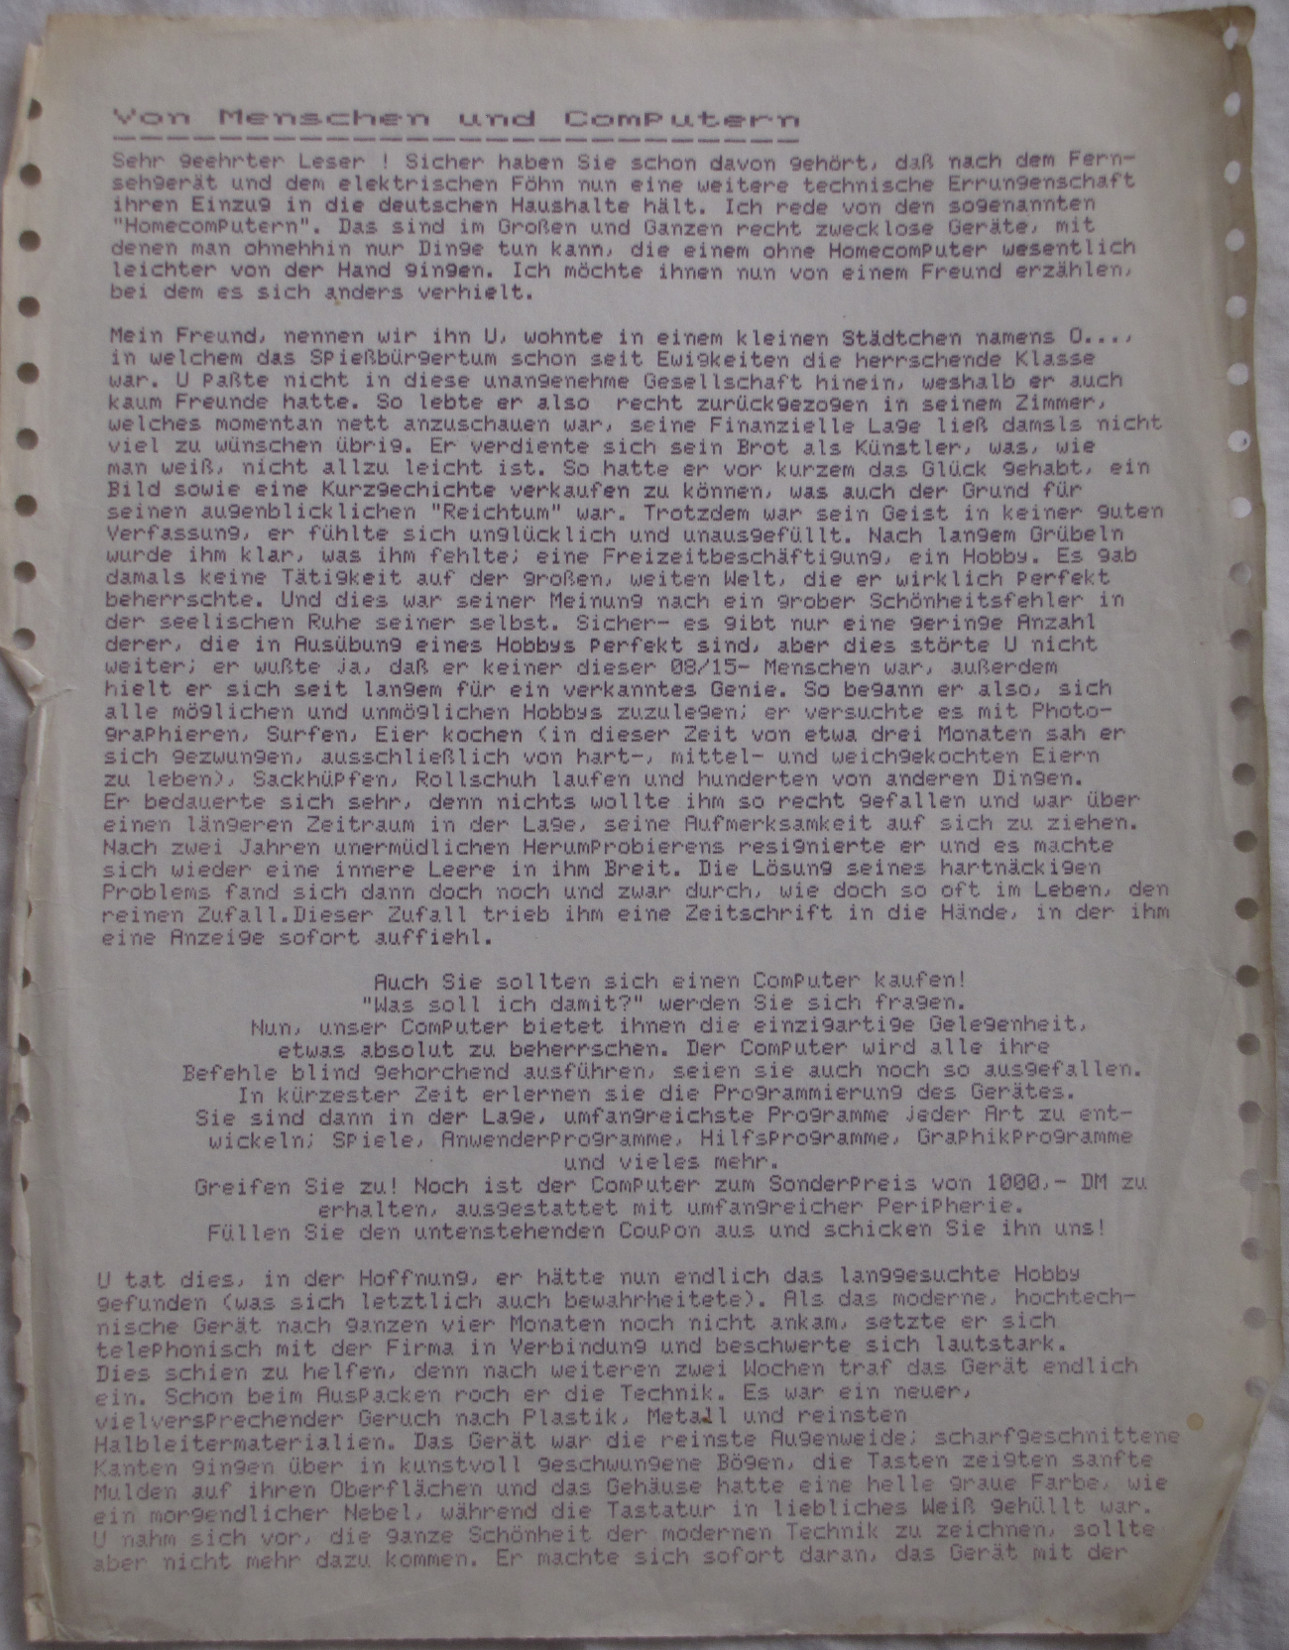 Von Menschen und Computern
Sehr geehrter Leser ! Sicher haben Sie schon davon gehört, daß nach dem Fern-
sehgerät und dem elektrischen Föhn nun eine weitere technische Errungenschaft
ihren Einzug in die deutschen Haushalte hält. Ich rede von den sogenannten
"Homecomputern". Das sind im Großen und Ganzen recht zwecklose Geräte, mit
denen man ohnehhin nur Dinge tun kann, die einem ohne Homecomputer wesentlich
leichter von der Hand gingen. Ich möchte ihnen nun von einem Freund erzählen,
bei dem es sich anders verhielt.
Mein Freund, nennen wir ihn U, wohnte in einem kleinen Städtchen namens O...,
in welchem das Spießbürgertum schon seit Ewigkeiten die herrschende Klasse
war. U paßte nicht in diese unangenehme Gesellschaft hinein, weshalb er auch
kaum Freunde hatte. So lebte er also  recht zurückgezogen in seinem Zimmer,
welches momentan nett anzuschauen war, seine Finanzielle Lage ließ damsls nicht
viel zu wünschen übrig. Er verdiente sich sein Brot als Künstler, was, wie
man weiß, nicht allzu leicht ist. So hatte er vor kurzem das Glück gehabt, ein
Bild sowie eine Kurzgechichte verkaufen zu können, was auch der Grund für
seinen augenblicklichen "Reichtum" war. Trotzdem war sein Geist in keiner guten
Verfassung, er fühlte sich unglücklich und unausgefüllt. Nach langem Grübeln
wurde ihm klar, was ihm fehlte; eine Freizeitbeschäftigung, ein Hobby. Es gab
damals keine Tätigkeit auf der großen, weiten Welt, die er wirklich perfekt
beherrschte. Und dies war seiner Meinung nach ein grober Schönheitsfehler in
der seelischen Ruhe seiner selbst. Sicher- es gibt nur eine geringe Anzahl
derer, die in Ausübung eines Hobbys perfekt sind, aber dies störte U nicht
weiter; er wußte ja, daß er keiner dieser 08/15- Menschen war, außerdem
hielt er sich seit langem für ein verkanntes Genie. So begann er also, sich
alle möglichen und unmöglichen Hobbys zuzulegen; er versuchte es mit Photo-
graphieren, Surfen, Eier kochen (in dieser Zeit von etwa drei Monaten sah er
sich gezwungen, ausschließlich von hart-, mittel- und weichgekochten Eiern
zu leben), Sackhüpfen, Rollschuh laufen und hunderten von anderen Dingen.
Er bedauerte sich sehr, denn nichts wollte ihm so recht gefallen und war über
einen längeren Zeitraum in der Lage, seine Aufmerksamkeit auf sich zu ziehen.
Nach zwei Jahren unermüdlichen Herumprobierens resignierte er und es machte
sich wieder eine innere Leere in ihm Breit. Die Lösung seines hartnäckigen
Problems fand sich dann doch noch und zwar durch, wie doch so oft im Leben, den
reinen Zufall.Dieser Zufall trieb ihm eine Zeitschrift in die Hände, in der ihm
eine Anzeige sofort auffiehl.
Auch Sie sollten sich einen Computer kaufen!
"Was soll ich damit?" werden Sie sich fragen.
Nun, unser Computer bietet ihnen die einzigartige Gelegenheit,
etwas absolut zu beherrschen. Der Computer wird alle ihre
Befehle blind gehorchend ausführen, seien sie auch noch so ausgefallen.
In kürzester Zeit erlernen sie die Programmierung des Gerätes.
Sie sind dann in der Lage, umfangreichste Programme jeder Art zu ent-
wickeln; Spiele, Anwenderprogramme, Hilfsprogramme, Graphikprogramme
und vieles mehr.
Greifen Sie zu! Noch ist der Computer zum Sonderpreis von 1000,- DM zu
erhalten, ausgestattet mit umfangreicher Peripherie.
Füllen Sie den untenstehenden Coupon aus und schicken Sie ihn uns!
U tat dies, in der Hoffnung, er hätte nun endlich das langgesuchte Hobby
gefunden (was sich letztlich auch bewahrheitete). Als das moderne, hochtech-
nische Gerät nach ganzen vier Monaten noch nicht ankam, setzte er sich
telephonisch mit der Firma in Verbindung und beschwerte sich lautstark.
Dies schien zu helfen, denn nach weiteren zwei Wochen traf das Gerät endlich
ein. Schon beim Auspacken roch er die Technik. Es war ein neuer,
vielversprechender Geruch nach Plastik, Metall und reinsten
Halbleitermaterialien. Das Gerät war die reinste Augenweide; scharfgeschnittene
Kanten gingen über in kunstvoll geschwungene Bögen, die Tasten zeigten sanfte
Mulden auf ihren Oberflächen und das Gehäuse hatte eine helle graue Farbe, wie
ein morgendlicher Nebel, während die Tastatur in liebliches Weiß gehüllt war.
U nahm sich vor, die ganze Schönheit der modernen Technik zu zeichnen, sollte
aber nicht mehr dazu kommen. Er machte sich sofort daran, das Gerät mit der